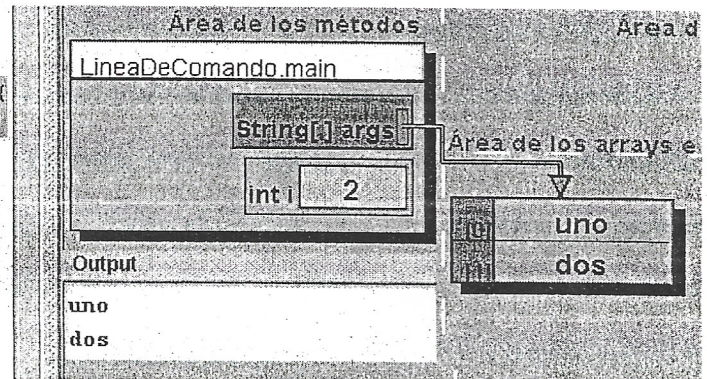 Área de los métodos
Área d
LineaDeComando.main
String[.] args
Área de los arrays e
int i 2
[0] uno
[1] dos
Output
uno
dos